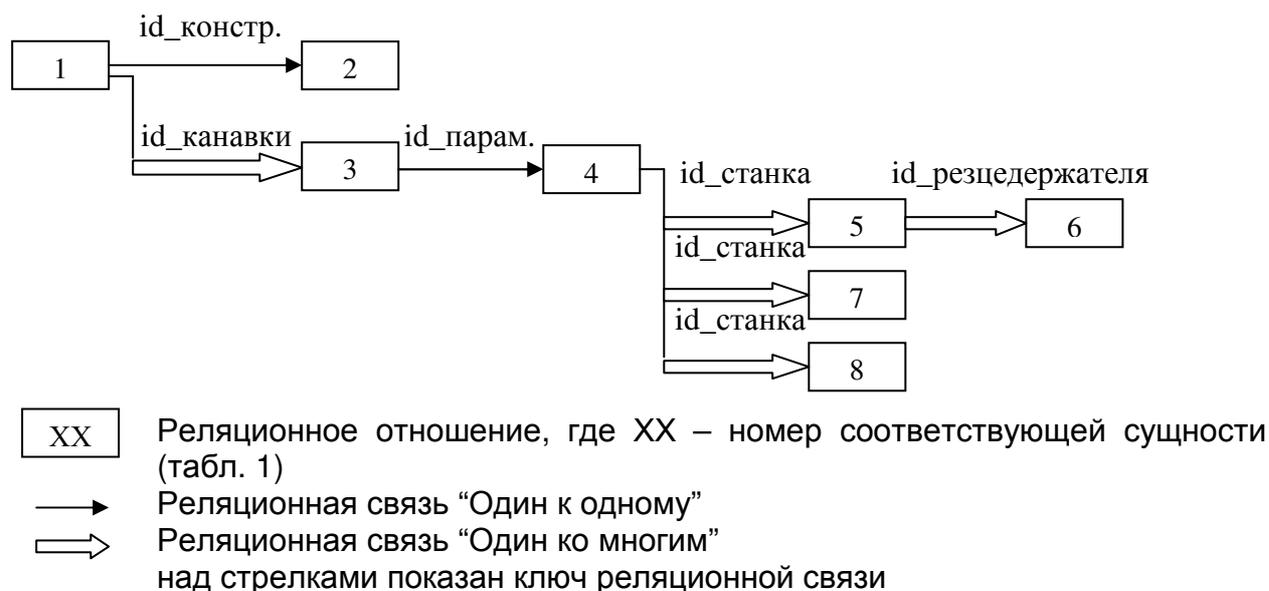 id_констр.
1
2
id_канавки
id_парам.
3
4
id_станка
id_резцедержателя
5
6
id_станка
7
id_станка
8
XX
Реляционное отношение, где XX – номер соответствующей сущности
(табл. 1)
Реляционная связь “Один к одному”
Реляционная связь “Один ко многим”
над стрелками показан ключ реляционной связи